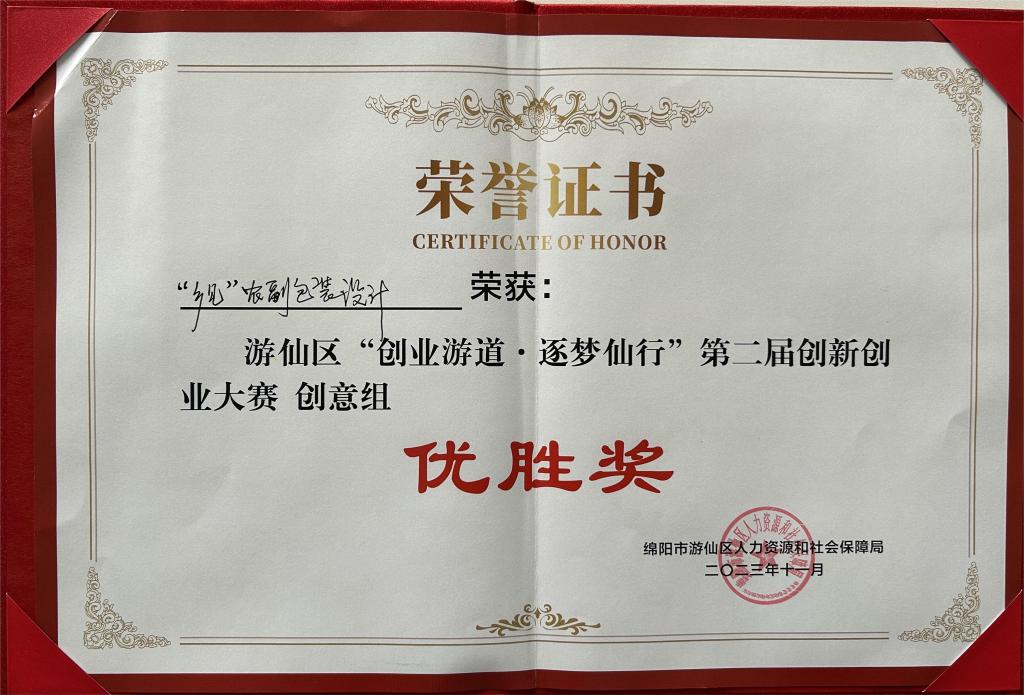 荣誉证书
CERTIFICATE OF HONOR
“乡见”农副包装设计 荣获：
游仙区“创业游道·逐梦仙行”第二届创新创
业大赛 创意组
优胜奖
绵阳市游仙区人力资源和社会保障局
二〇二三年十一月